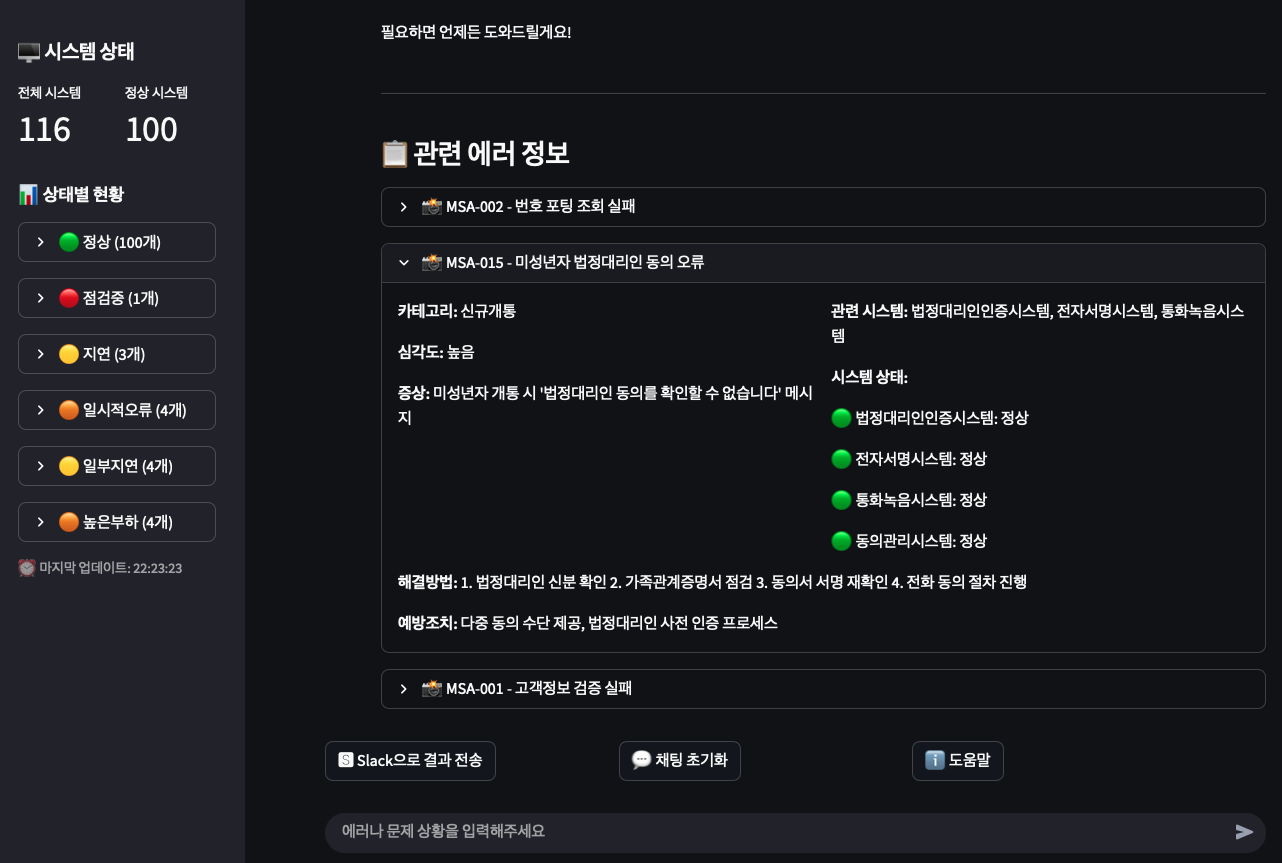 시스템 상태
전체 시스템
정상 시스템
116
100
상태별 현황
정상 (100개)
점검중 (1개)
지연 (3개)
일시적오류 (4개)
일부지연 (4개)
높은부하 (4개)
마지막 업데이트: 22:23:23
필요하면 언제든 도와드릴게요!
관련 에러 정보
MSA-002 - 번호 포팅 조회 실패
MSA-015 - 미성년자 법정대리인 동의 오류
카테고리: 신규개통
심각도: 높음
증상: 미성년자 개통 시 '법정대리인 동의를 확인할 수 없습니다' 메시
지
관련 시스템: 법정대리인인증시스템, 전자서명시스템, 통화녹음시스
템
시스템 상태:
법정대리인인증시스템: 정상
전자서명시스템: 정상
통화녹음시스템: 정상
동의관리시스템: 정상
해결방법: 1. 법정대리인 신분 확인 2. 가족관계증명서 점검 3. 동의서 서명 재확인 4. 전화 동의 절차 진행
예방조치: 다중 동의 수단 제공, 법정대리인 사전 인증 프로세스
MSA-001 - 고객정보 검증 실패
🆂 Slack으로 결과 전송
채팅 초기화
도움말
에러나 문제 상황을 입력해주세요